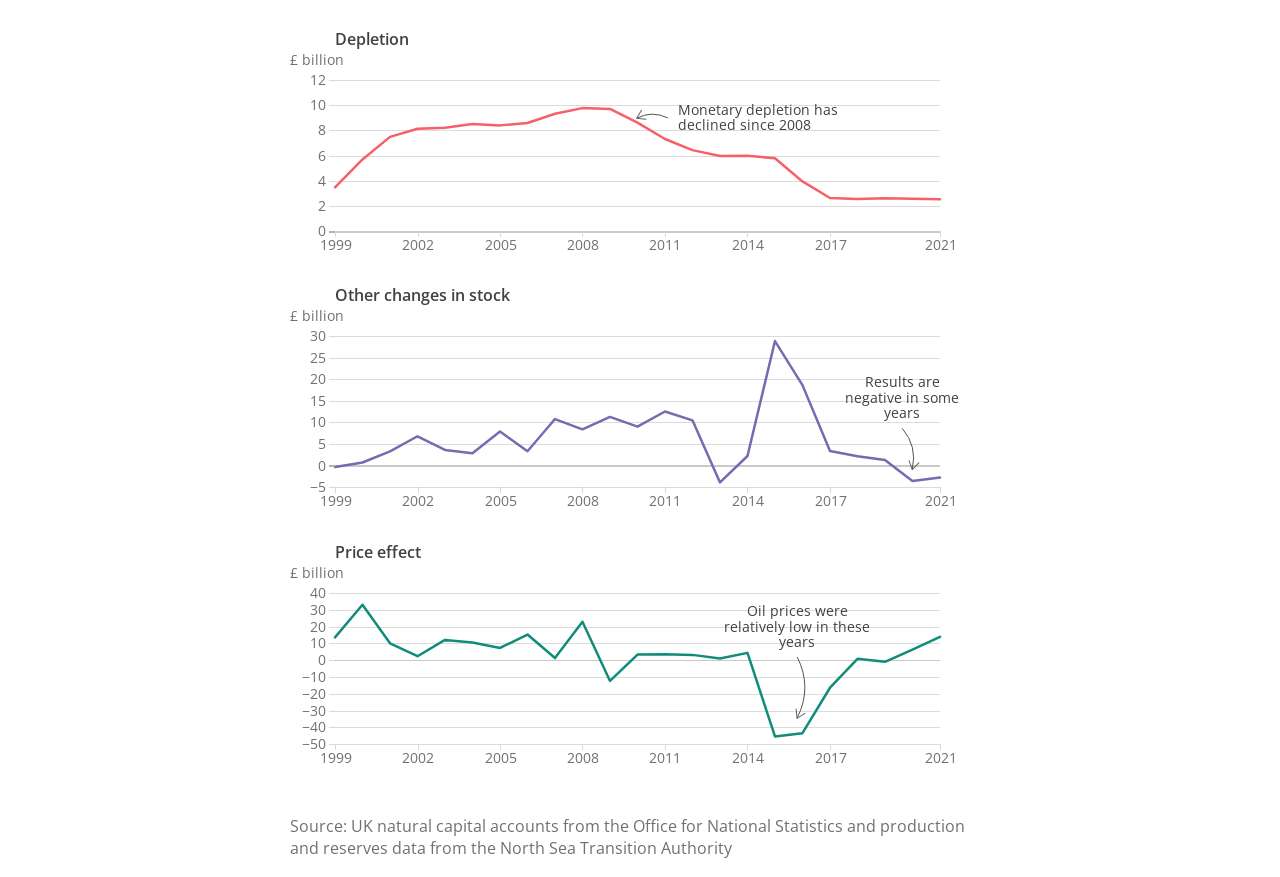 Depletion
£ billion
12
10
Monetary depletion has
declined since 2008
8
6
4
2
0
1999 2002 2005 2008 2011 2014 2017 2021
Other changes in stock
£ billion
30
25
20
Results are
negative in some
years
15
10
5
0
−5
1999 2002 2005 2008 2011 2014 2017 2021
Price effect
£ billion
40
30
Oil prices were
relatively low in these
years
20
10
0
−10
−20
−30
−40
−50
1999 2002 2005 2008 2011 2014 2017 2021
Source: UK natural capital accounts from the Office for National Statistics and production
and reserves data from the North Sea Transition Authority